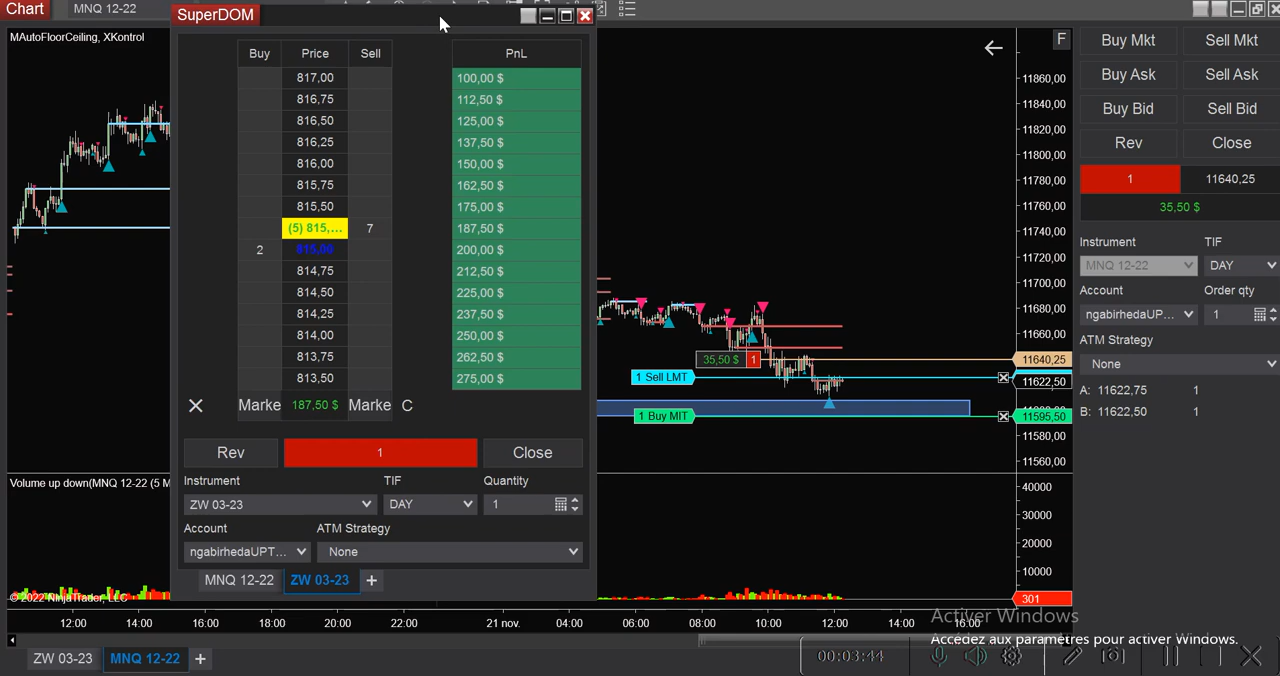 Chart
MNQ 12-22
MAutoFloorCeiling, XKontrol
SuperDOM
Buy Price Sell PnL
817,00 100,00 $
816,75 112,50 $
816,50 125,00 $
816,25 137,50 $
816,00 150,00 $
815,75 162,50 $
815,50 175,00 $
(5) 815,... 7 187,50 $
2 815,00 200,00 $
814,75 212,50 $
814,50 225,00 $
814,25 237,50 $
814,00 250,00 $
813,75 262,50 $
813,50 275,00 $
Marke 187,50 $ Marke C
Rev 1 Close
Instrument TIF Quantity
ZW 03-23 DAY 1
Account ATM Strategy
ngabirhedaUPT... None
MNQ 12-22 ZW 03-23 +
F
11860,00
11840,00
11820,00
11800,00
11780,00
11760,00
11740,00
11720,00
11700,00
11680,00
11660,00
35,50 $ 1 11640,25
1 Sell LMT
11622,50
1 Buy MIT 11595,50
11580,00
11560,00
Buy Mkt Sell Mkt
Buy Ask Sell Ask
Buy Bid Sell Bid
Rev Close
1 11640,25
35,50 $
Instrument TIF
MNQ 12-22 DAY
Account Order qty
ngabirhedaUP... 1
ATM Strategy
None
A: 11622,75 1
B: 11622,50 1
Volume up down(MNQ 12-22 (5 M
40000
30000
20000
10000
301
© 2022 NinjaTrader, LLC
12:00 14:00 16:00 18:00 20:00 22:00 21 nov. 04:00 06:00 08:00 10:00 12:00 14:00 16:00
Activer Windows
Accédez aux paramètres pour activer Windows.
ZW 03-23 MNQ 12-22 +
00:03:44